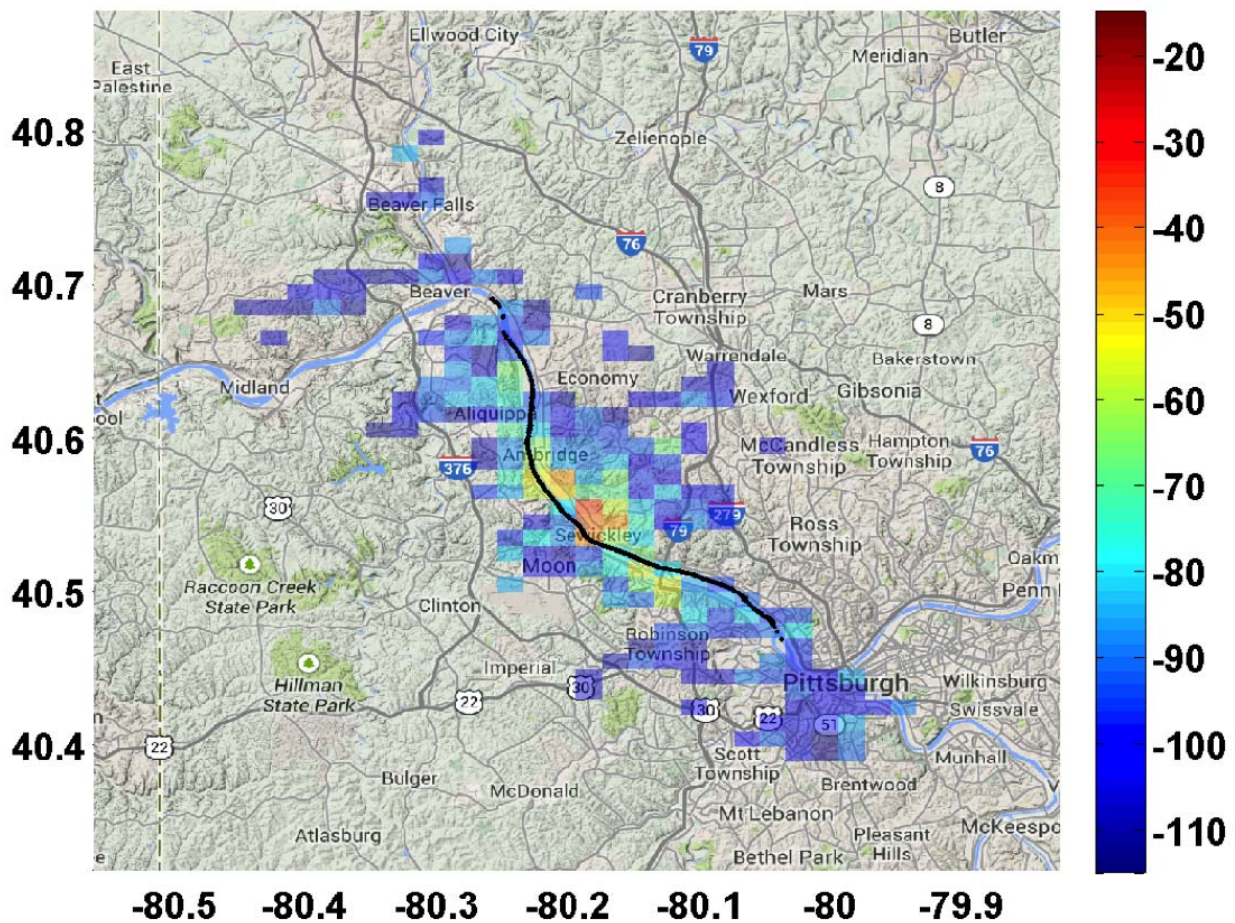 Ellwood City
79
Butler
Meridian
-20
East
Palestine
40.8
Zelienople
-30
8
Beaver Falls
-40
76
40.7
Beaver
Cranberry
Township
Mars
-50
8
Warrendale
Bakerstown
Midland
Economy
Gibsonia
-60
Wexford
ool
Aliquippa
40.6
McCandless
Township
Hampton
Township
76
-70
Ambridge
376
30
279
79
Ross
Township
Sewickley
Oakm
-80
Raccoon Creek
State Park
Moon
Penn
40.5
Clinton
Robinson
Township
-90
Hillman
State Park
Imperial
30
22
Pittsburgh
Wilkinsburg
Swissvale
30
22
51
-100
40.4
22
Scott
Township
Munhall
Bulger
McDonald
Brentwood
Mt Lebanon
McKeespo
Atlasburg
Pleasant
Hills
-110
Bethel Park
-80.5 -80.4 -80.3 -80.2 -80.1 -80 -79.9